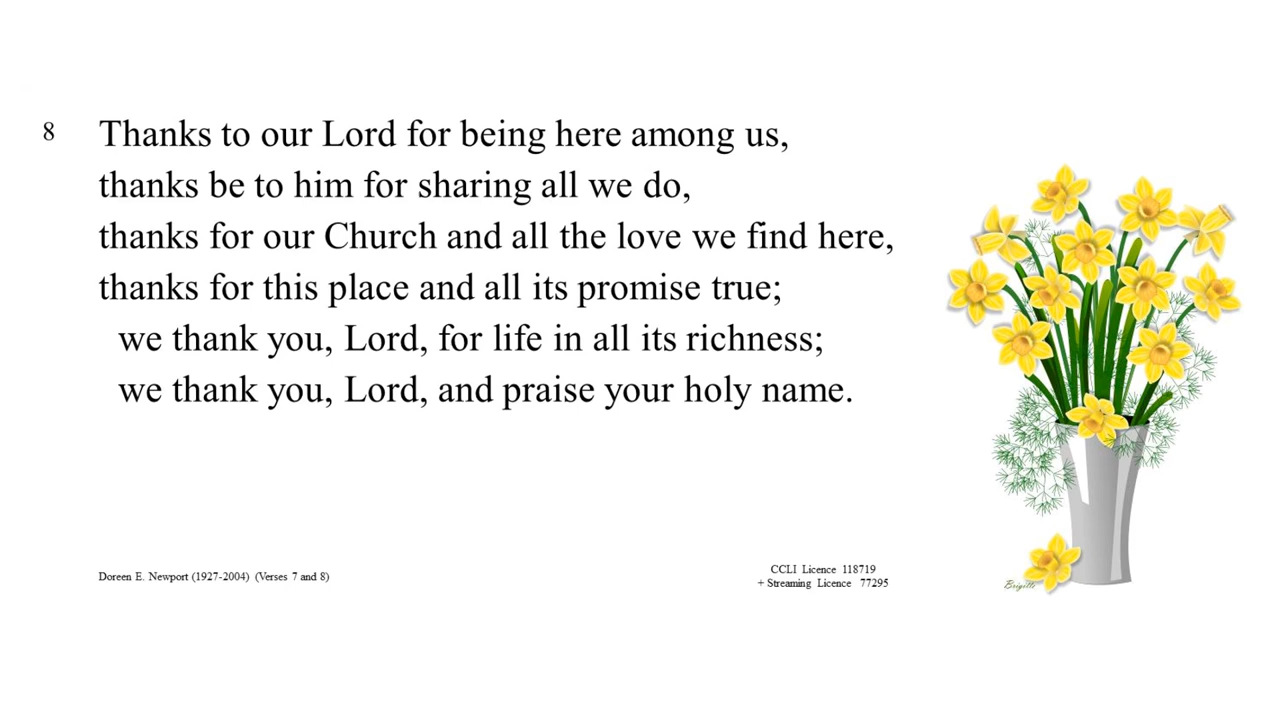 8 Thanks to our Lord for being here among us,
thanks be to him for sharing all we do,
thanks for our Church and all the love we find here,
thanks for this place and all its promise true;
we thank you, Lord, for life in all its richness;
we thank you, Lord, and praise your holy name.
Doreen E. Newport (1927-2004) (Verses 7 and 8)
CCLI Licence 118719
+ Streaming Licence 77295
Brigitte